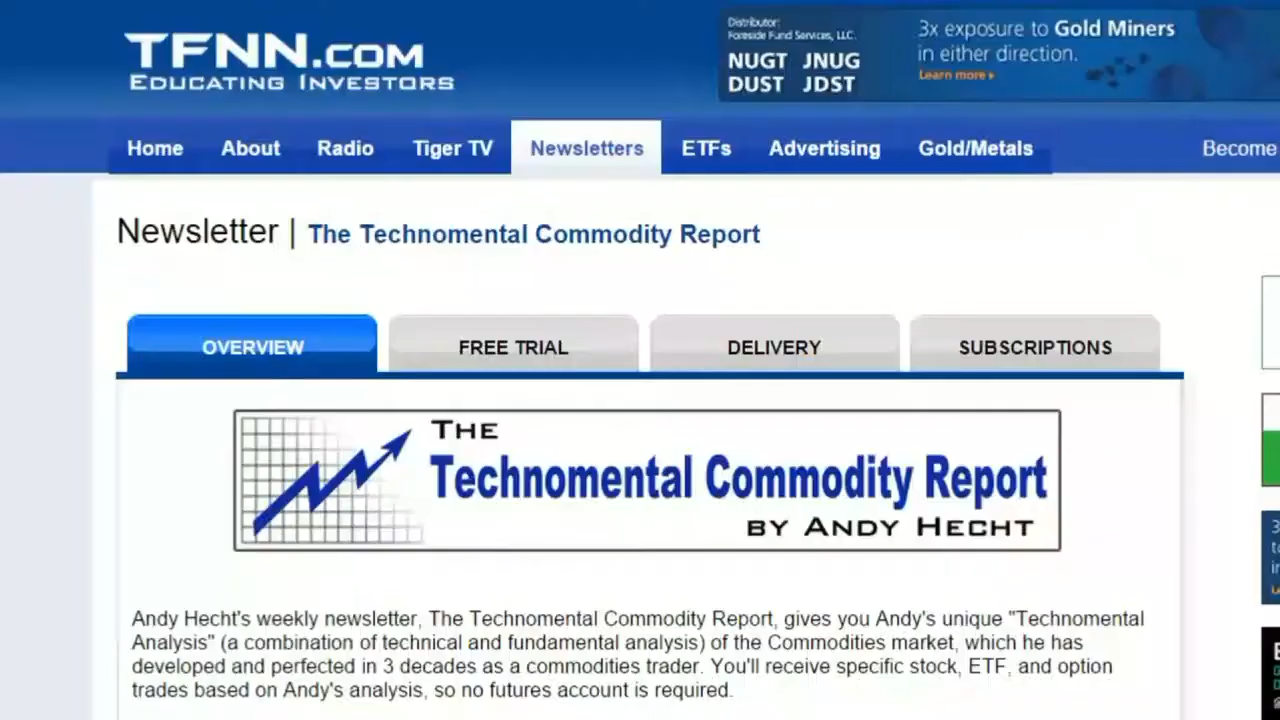 TFNN.COM
EDUCATING INVESTORS
Distributor:
Foreside Fund Services, LLC.
NUGT JNUG
DUST JDST
3x exposure to Gold Miners
in either direction.
Learn more
Home About Radio Tiger TV Newsletters ETFs Advertising Gold/Metals Become
Newsletter | The Technomental Commodity Report
OVERVIEW FREE TRIAL DELIVERY SUBSCRIPTIONS
THE
Technomental Commodity Report
BY ANDY HECHT
Andy Hecht's weekly newsletter, The Technomental Commodity Report, gives you Andy's unique "Technomental
Analysis" (a combination of technical and fundamental analysis) of the Commodities market, which he has
developed and perfected in 3 decades as a commodities trader. You'll receive specific stock, ETF, and option
trades based on Andy's analysis, so no futures account is required.